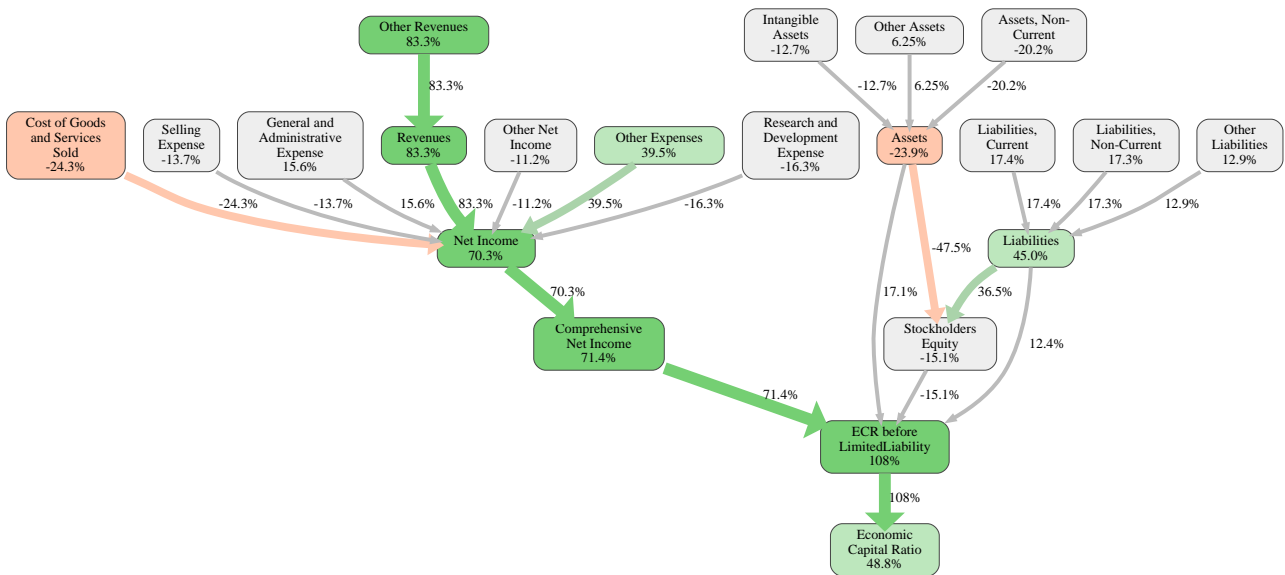 Other Revenues
83.3%
Intangible
Assets
-12.7%
Other Assets
6.25%
Assets, Non-
Current
-20.2%
83.3%
-12.7%
6.25%
-20.2%
Cost of Goods
and Services
Sold
-24.3%
Selling
Expense
-13.7%
General and
Administrative
Expense
15.6%
Revenues
83.3%
Other Net
Income
-11.2%
Other Expenses
39.5%
Research and
Development
Expense
-16.3%
Assets
-23.9%
Liabilities,
Current
17.4%
Liabilities,
Non-Current
17.3%
Other
Liabilities
12.9%
-24.3%
-13.7%
15.6%
83.3%
-11.2%
39.5%
-16.3%
17.4%
17.3%
12.9%
Net Income
70.3%
-47.5%
Liabilities
45.0%
70.3%
17.1%
36.5%
Comprehensive
Net Income
71.4%
Stockholders
Equity
-15.1%
12.4%
71.4%
-15.1%
ECR before
LimitedLiability
108%
108%
Economic
Capital Ratio
48.8%